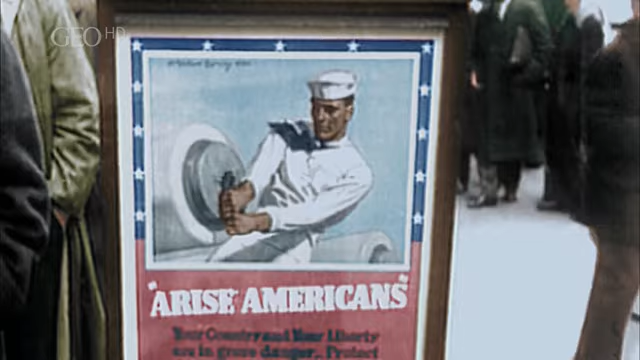 GEO HD
"ARISE AMERICANS"
Your Country and Your Liberty
are in grave danger.. Protect